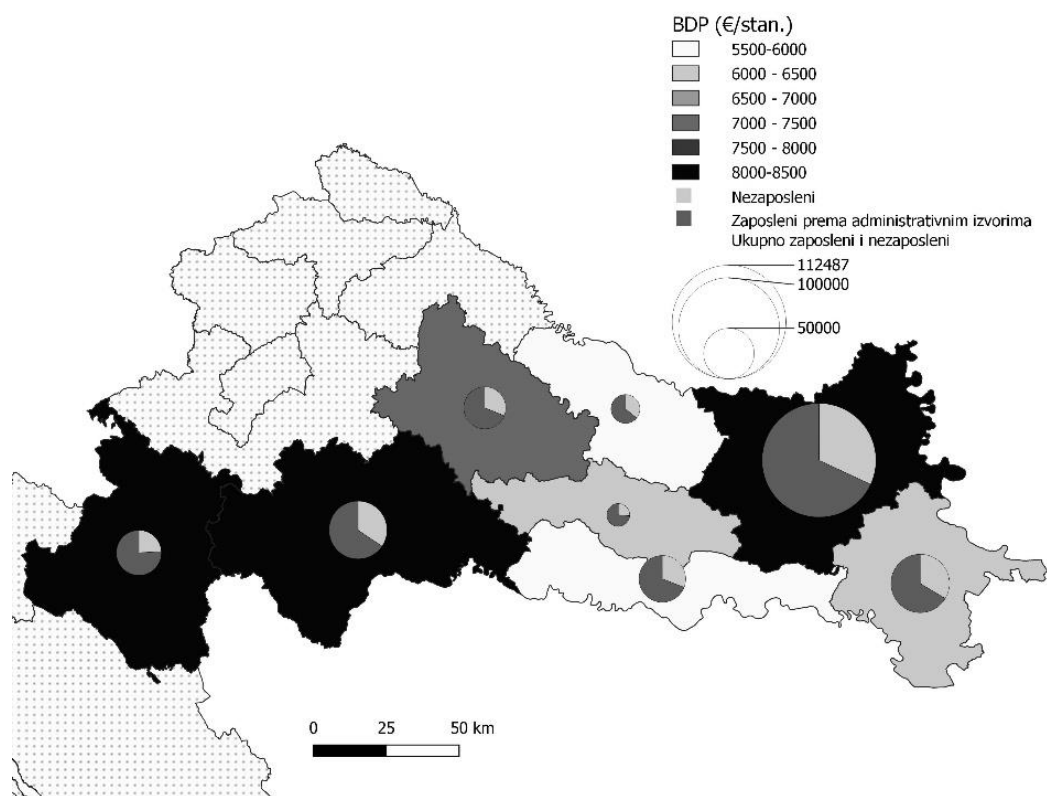 BDP (€/stan.)
5500-6000
6000 - 6500
6500 - 7000
7000 - 7500
7500 - 8000
8000-8500
Nezaposleni
Zaposleni prema administrativnim izvorima
Ukupno zaposleni i nezaposleni
112487
100000
50000
0 25 50 km